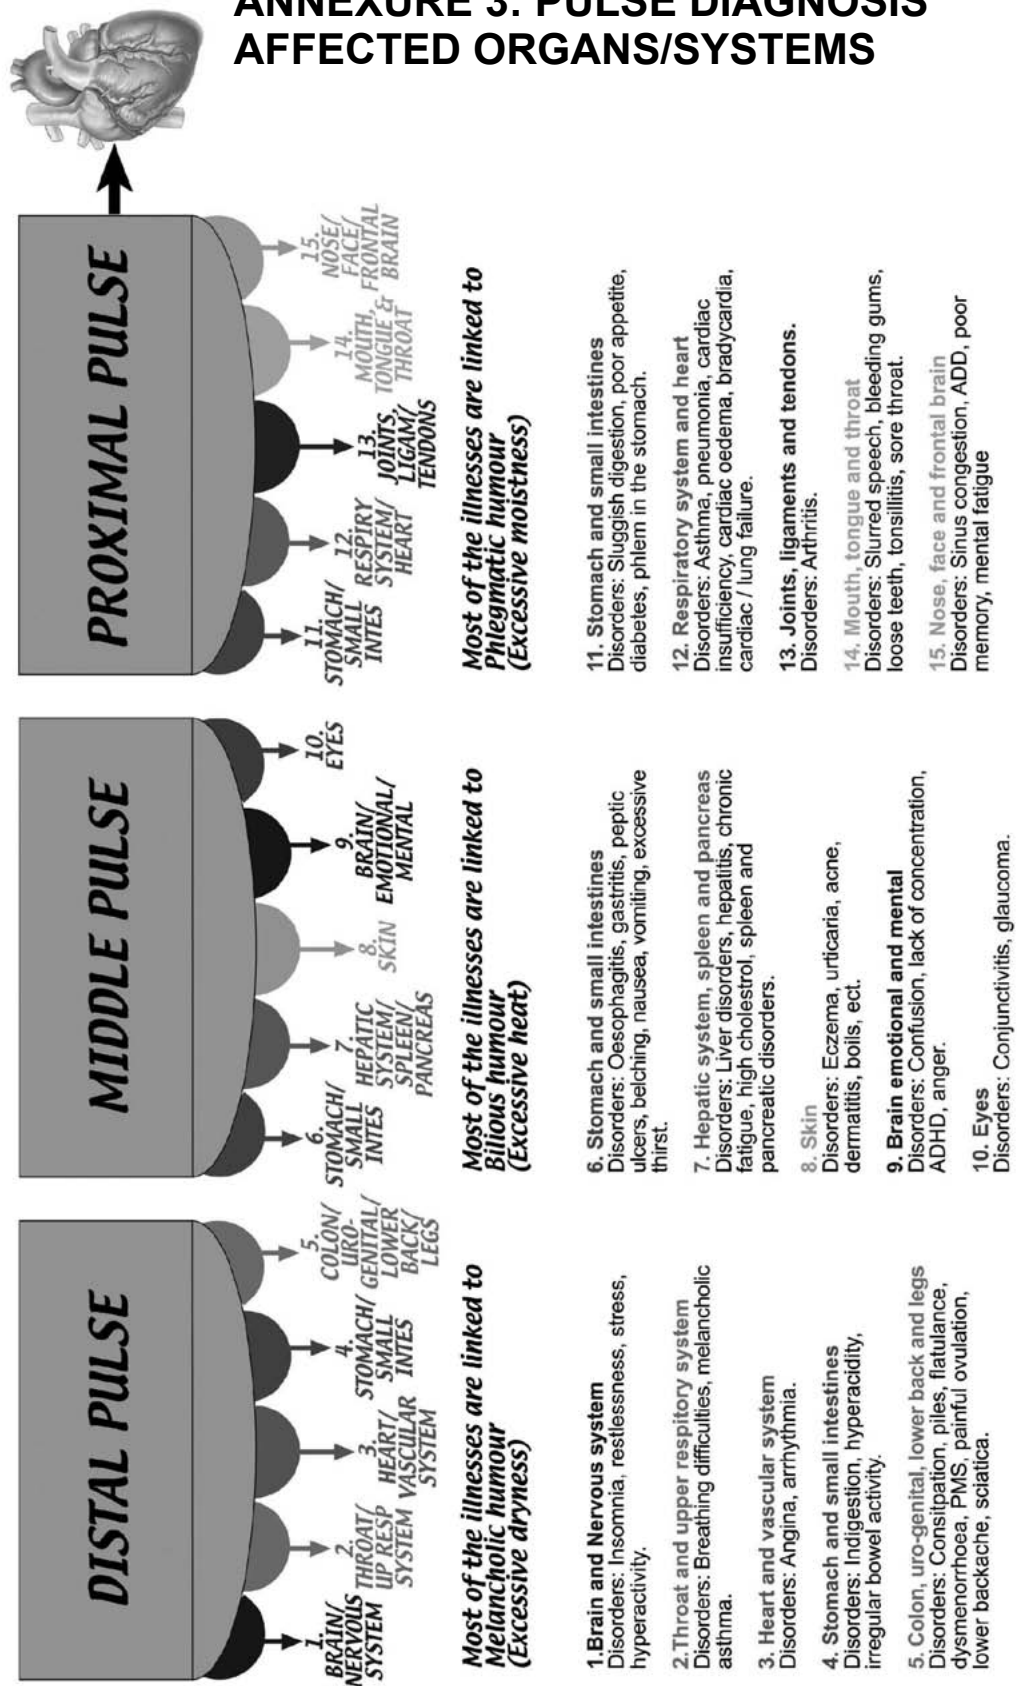 ANNEXURE 3: PULSE DIAGNOSIS
AFFECTED ORGANS/SYSTEMS
DISTAL PULSE
1.
BRAIN/
NERVOUS
SYSTEM
2.
THROAT/
UP RESP
SYSTEM
3.
HEART/
VASCULAR
SYSTEM
4.
STOMACH/
SMALL
INTES
5.
COLON/
URO-
GENITAL/
LOWER
BACK/
LEGS
Most of the illnesses are linked to
Melancholic humour
(Excessive dryness)
1.Brain and Nervous system
Disorders: Insomnia, restlessness, stress,
hyperactivity.
2.Throat and upper respitory system
Disorders: Breathing difficulties, melancholic
asthma.
3. Heart and vascular system
Disorders: Angina, arrhythmia.
4. Stomach and small intestines
Disorders: Indigestion, hyperacidity,
irregular bowel activity.
5. Colon, uro-genital, lower back and legs
Disorders: Consitpation, piles, flatulance,
dysmenorrhoea, PMS, painful ovulation,
lower backache, sciatica.
MIDDLE PULSE
6.
STOMACH/
SMALL
INTES
7.
HEPATIC
SYSTEM/
SPLEEN/
PANCREAS
8.
SKIN
9.
BRAIN/
EMOTIONAL/
MENTAL
10.
EYES
Most of the illnesses are linked to
Bilious humour
(Excessive heat)
6. Stomach and small intestines
Disorders: Oesophagitis, gastritis, peptic
ulcers, belching, nausea, vomiting, excessive
thirst.
7. Hepatic system, spleen and pancreas
Disorders: Liver disorders, hepatitis, chronic
fatigue, high cholestrol, spleen and
pancreatic disorders.
8. Skin
Disorders: Eczema, urticaria, acne,
dermatitis, boils, ect.
9. Brain emotional and mental
Disorders: Confusion, lack of concentration,
ADHD, anger.
10. Eyes
Disorders: Conjunctivitis, glaucoma.
PROXIMAL PULSE
11.
STOMACH/
SMALL
INTES
12.
RESPIRY
SYSTEM/
HEART
13.
JOINTS,
LIGAM/
TENDONS
14.
MOUTH,
TONGUE &
THROAT
15.
NOSE/
FACE/
FRONTAL
BRAIN
Most of the illnesses are linked to
Phlegmatic humour
(Excessive moistness)
11. Stomach and small intestines
Disorders: Sluggish digestion, poor appetite,
diabetes, phlem in the stomach.
12. Respiratory system and heart
Disorders: Asthma, pneumonia, cardiac
insufficiency, cardiac oedema, bradycardia,
cardiac / lung failure.
13. Joints, ligaments and tendons.
Disorders: Arthritis.
14. Mouth, tongue and throat
Disorders: Slurred speech, bleeding gums,
loose teeth, tonsillitis, sore throat.
15. Nose, face and frontal brain
Disorders: Sinus congestion, ADD, poor
memory, mental fatigue